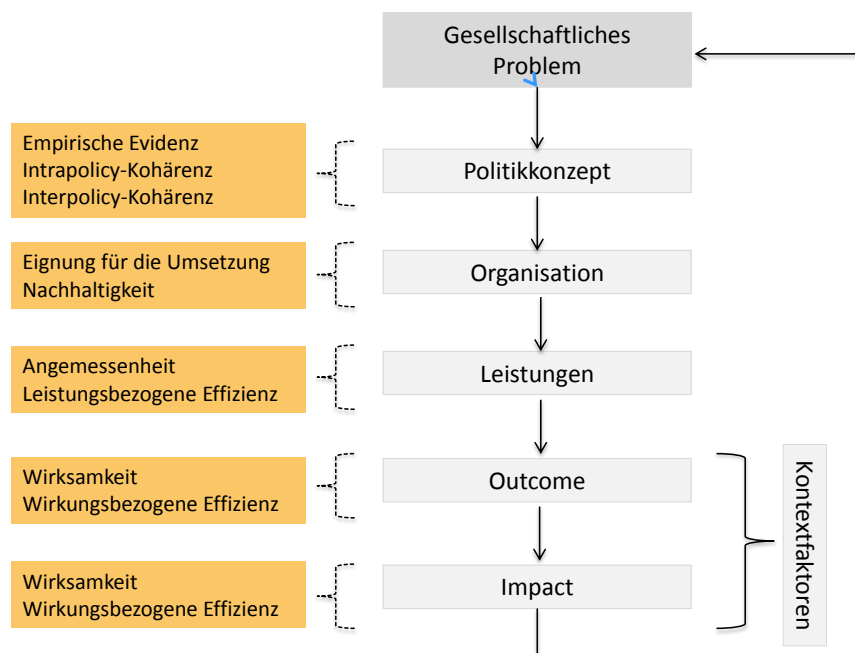 Gesellschaftliches
Problem
Empirische Evidenz
Intrapolicy-Kohärenz
Interpolicy-Kohärenz
Politikkonzept
Eignung für die Umsetzung
Nachhaltigkeit
Organisation
Angemessenheit
Leistungsbezogene Effizienz
Leistungen
Wirksamkeit
Wirkungsbezogene Effizienz
Outcome
Wirksamkeit
Wirkungsbezogene Effizienz
Impact
Kontextfaktoren